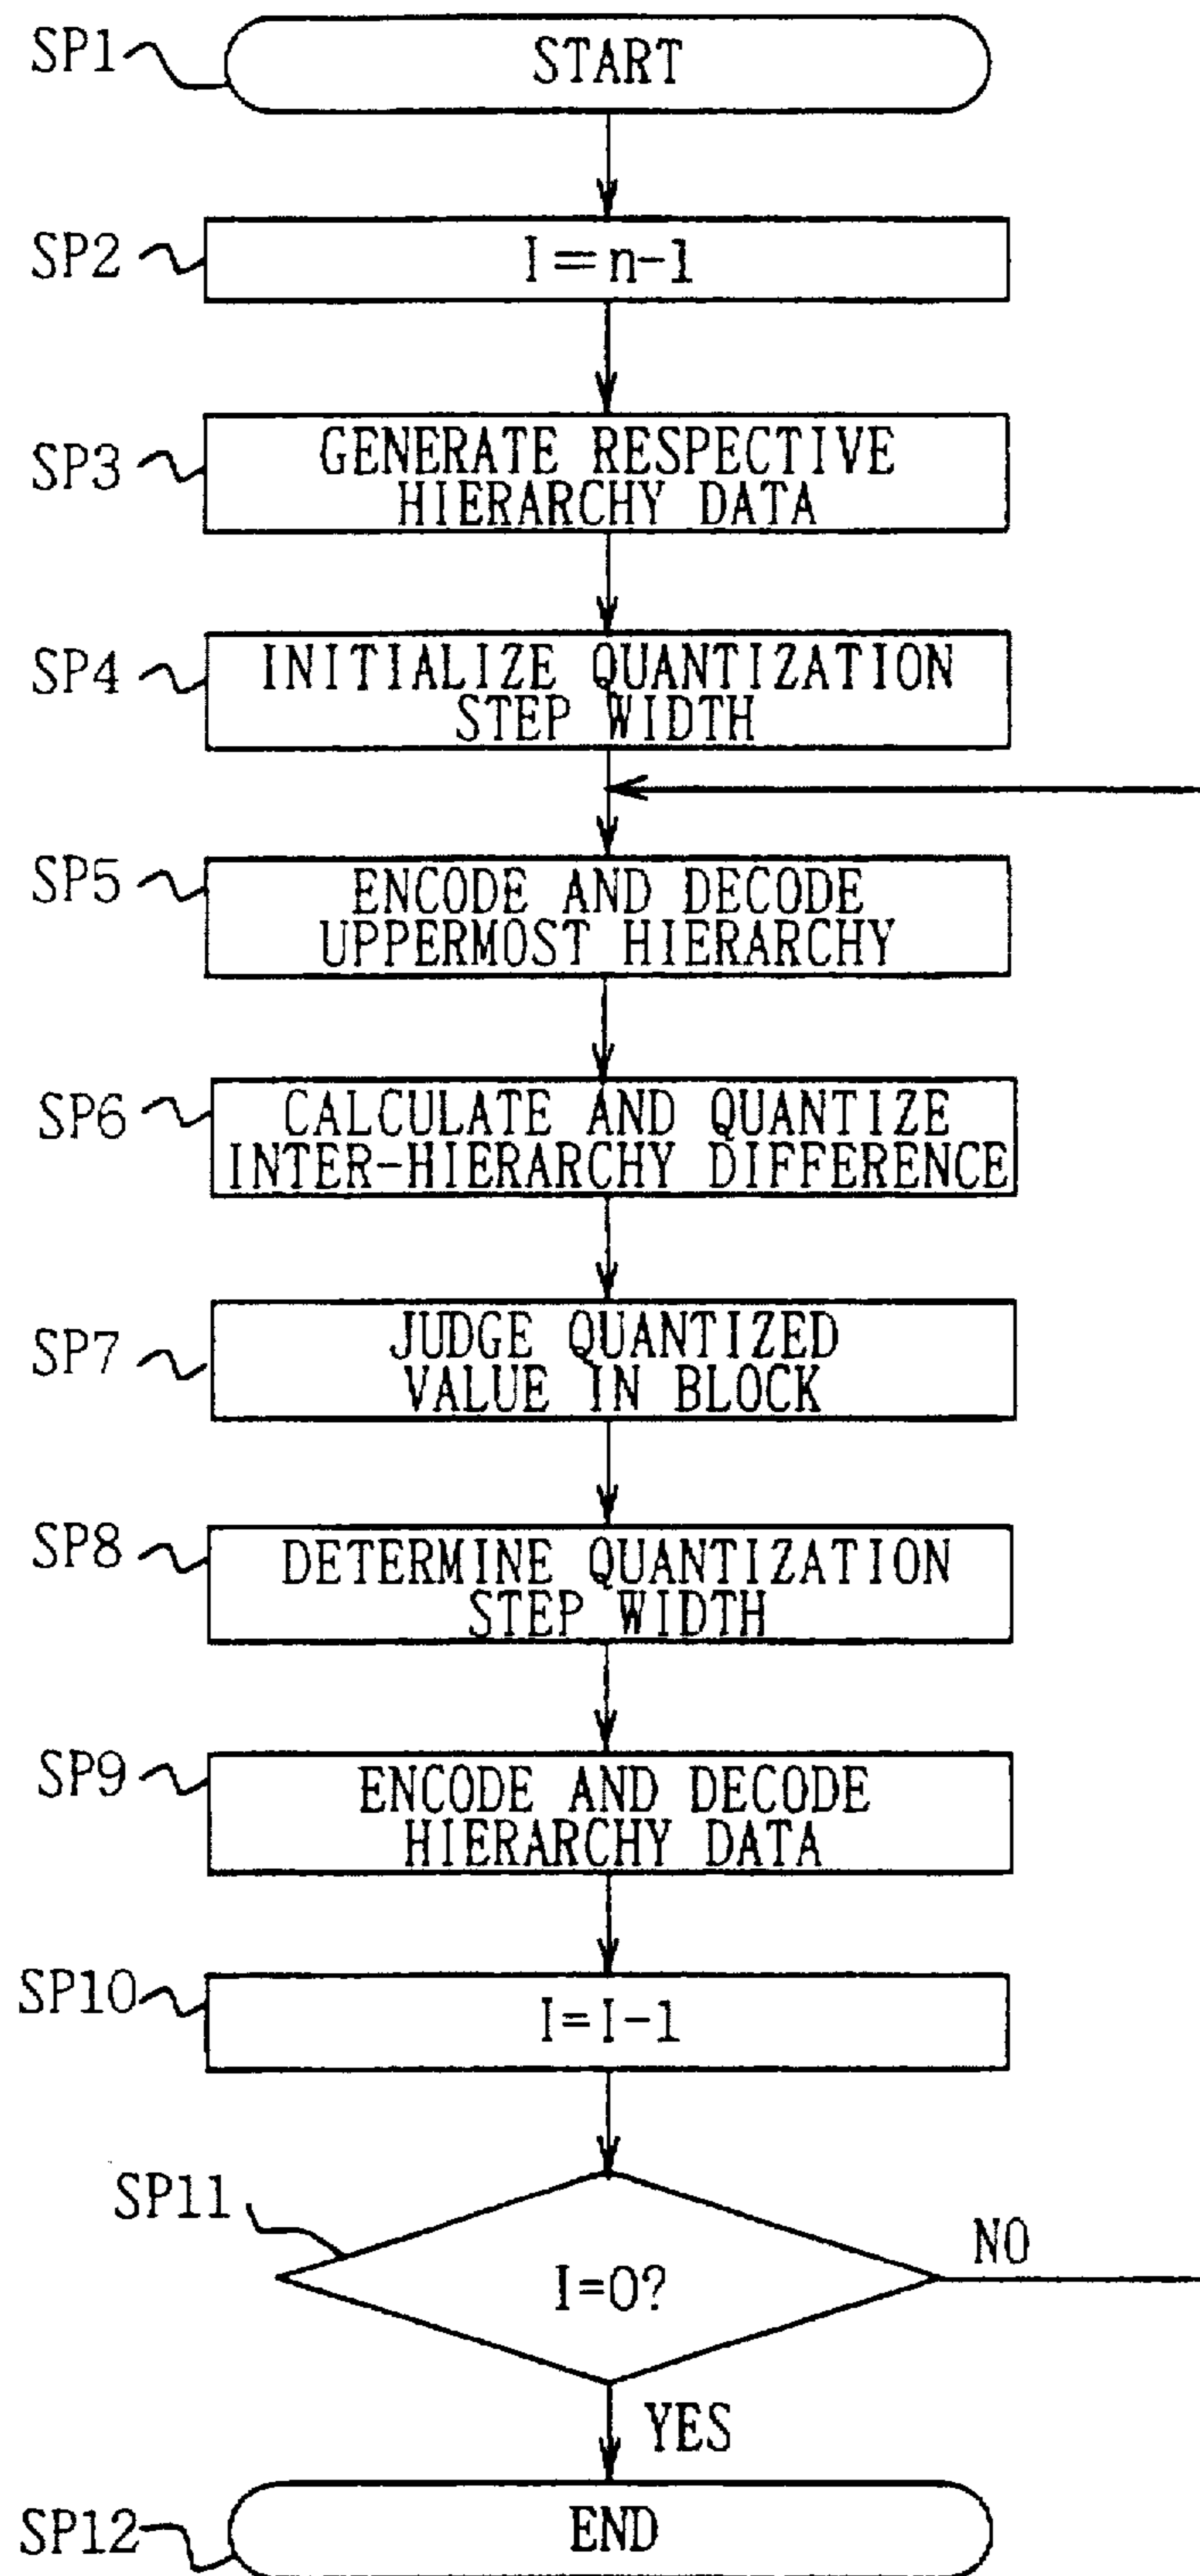 SP1
START
SP2
I=n-1
SP3
GENERATE RESPECTIVE
HIERARCHY DATA
SP4
INITIALIZE QUANTIZATION
STEP WIDTH
SP5
ENCODE AND DECODE
UPPERMOST HIERARCHY
SP6
CALCULATE AND QUANTIZE
INTER-HIERARCHY DIFFERENCE
SP7
JUDGE QUANTIZED
VALUE IN BLOCK
SP8
DETERMINE QUANTIZATION
STEP WIDTH
SP9
ENCODE AND DECODE
HIERARCHY DATA
SP10
I=I-1
SP11
I=0?
NO
YES
SP12
END